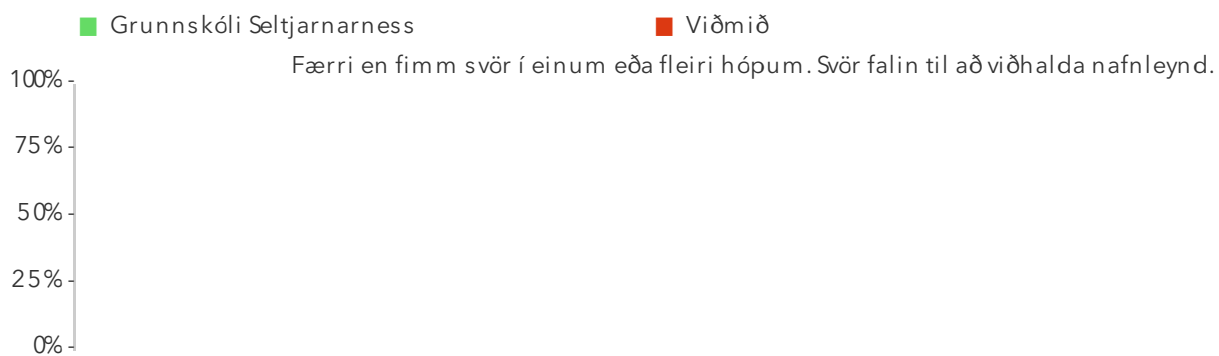 Grunnskóli Seltjarnarness
Viðmið
Færri en fimm svör í einum eða fleiri hópum. Svör falin til að viðhalda nafnleynd.
100%
75%
50%
25%
0%